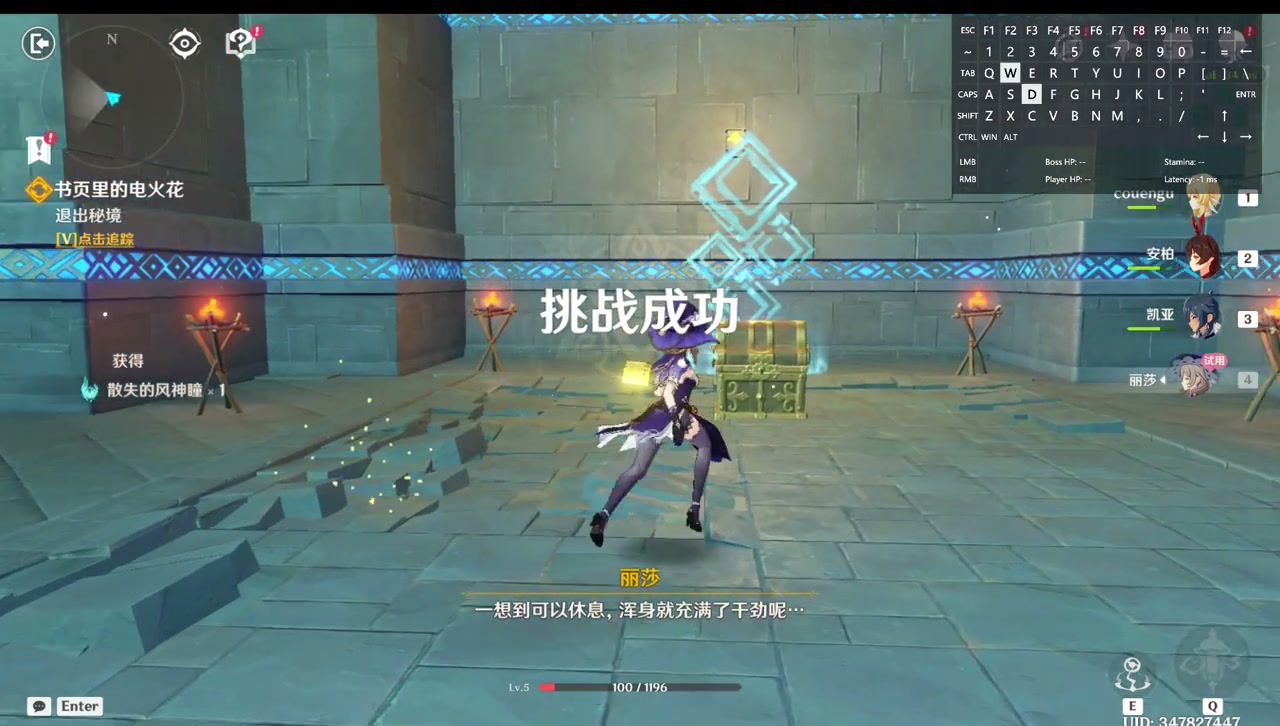 N
ESC F1 F2 F3 F4 F5 F6 F7 F8 F9 F10 F11 F12
~ 1 2 3 4 5 6 7 8 9 0 - = ←
TAB Q W E R T Y U I O P [ ] \
CAPS A S D F G H J K L ; ' ENTR
SHIFT Z X C V B N M , . / ↑
CTRL WIN ALT ← ↓ →
LMB Boss HP: -- Stamina: --
RMB Player HP: -- Latency: -1 ms
书页里的电火花
退出秘境
[V]点击追踪
couengu 1
安柏 2
凯亚 3
试用
丽莎 4
挑战成功
获得
散失的风神瞳 × 1
丽莎
一想到可以休息，浑身就充满了干劲呢…
Lv.5 100 / 1196
Enter
E Q
UID: 347827447